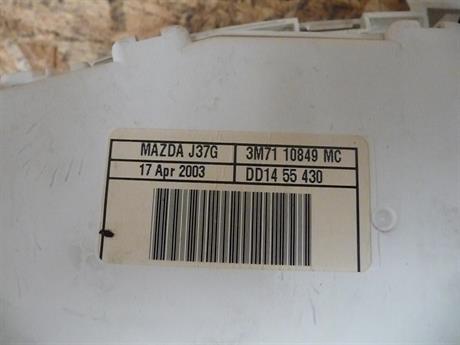 MAZDA J37G 3M71 10849 MC
17 Apr 2003 DD14 55 430